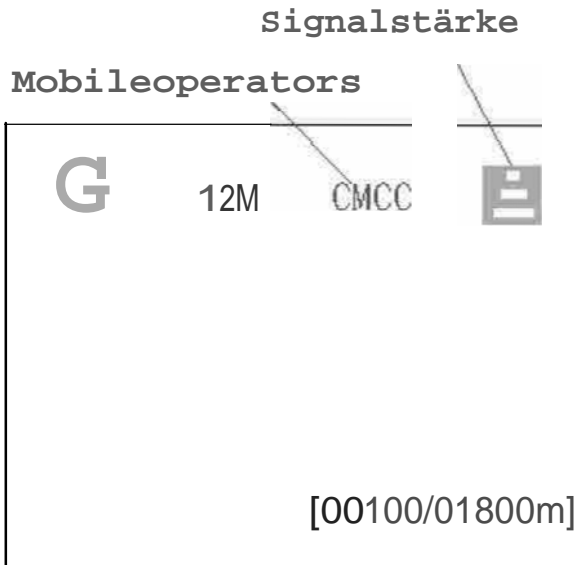 Signalstärke
Mobileoperators
G 12M CMCC
[00100/01800m]